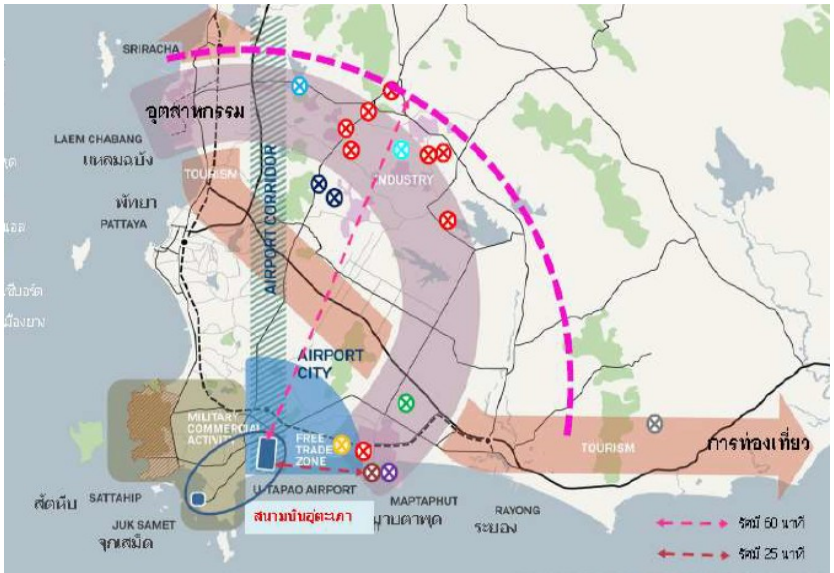 SRIRACHA
อุตสาหกรรม
LAEN CHABANG
แหลมฉบัง
TOURISM
INDUSTRY
พัทยา
PATTAYA
AIRPORT CORRIDOR
AIRPORT
CITY
MILITARY
COMMERCIAL
ACTIVITY
FREE
TRADE
ZONE
TOURISM
การท่องเที่ยว
U-TAPAO AIRPORT
สนามบินอู่ตะเภา
สัตหีบ
SATTAHIP
MAPTAPHUT
มาบตาพุด
RAYONG
ระยอง
JUK SAMET
จุกเสม็ด
รัศมี 60 นาที
รัศมี 25 นาที